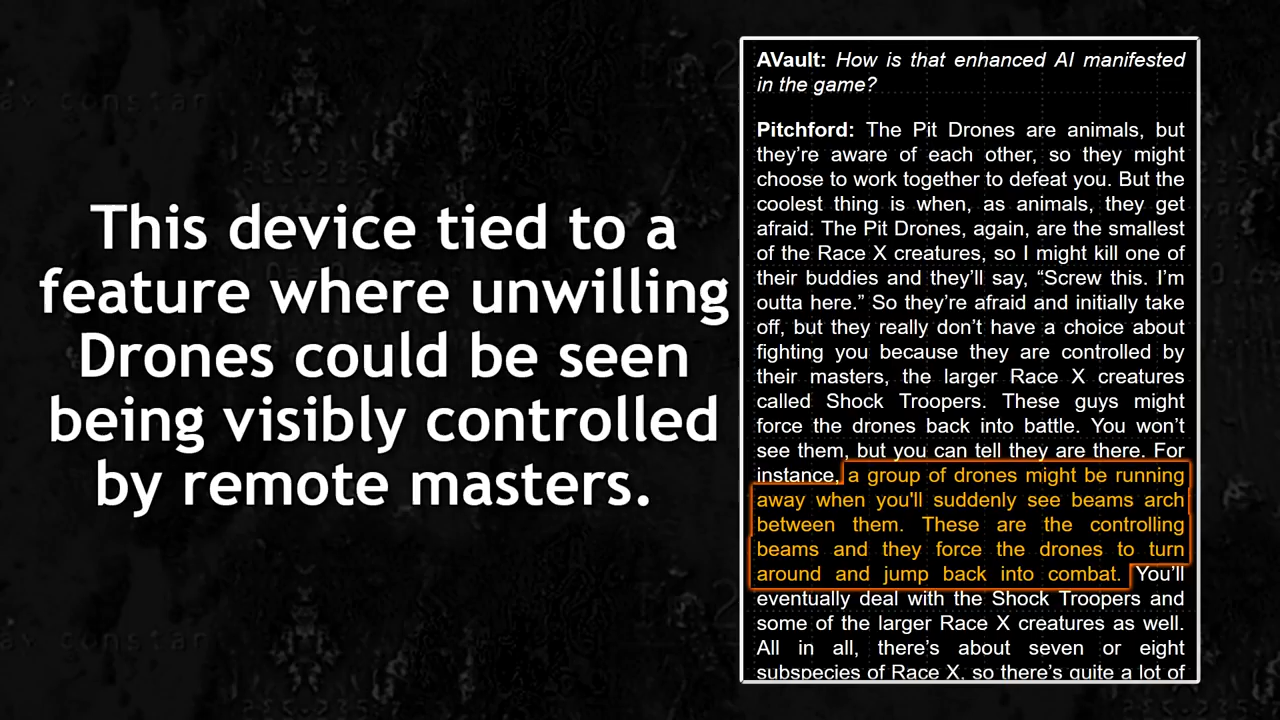 This device tied to a
feature where unwilling
Drones could be seen
being visibly controlled
by remote masters.
AVault: How is that enhanced AI manifested
in the game?
Pitchford: The Pit Drones are animals, but
they're aware of each other, so they might
choose to work together to defeat you. But the
coolest thing is when, as animals, they get
afraid. The Pit Drones, again, are the smallest
of the Race X creatures, so I might kill one of
their buddies and they'll say, “Screw this. I'm
outta here.” So they're afraid and initially take
off, but they really don't have a choice about
fighting you because they are controlled by
their masters, the larger Race X creatures
called Shock Troopers. These guys might
force the drones back into battle. You won't
see them, but you can tell they are there. For
instance, a group of drones might be running
away when you'll suddenly see beams arch
between them. These are the controlling
beams and they force the drones to turn
around and jump back into combat. You'll
eventually deal with the Shock Troopers and
some of the larger Race X creatures as well.
All in all, there's about seven or eight
subspecies of Race X, so there's quite a lot of